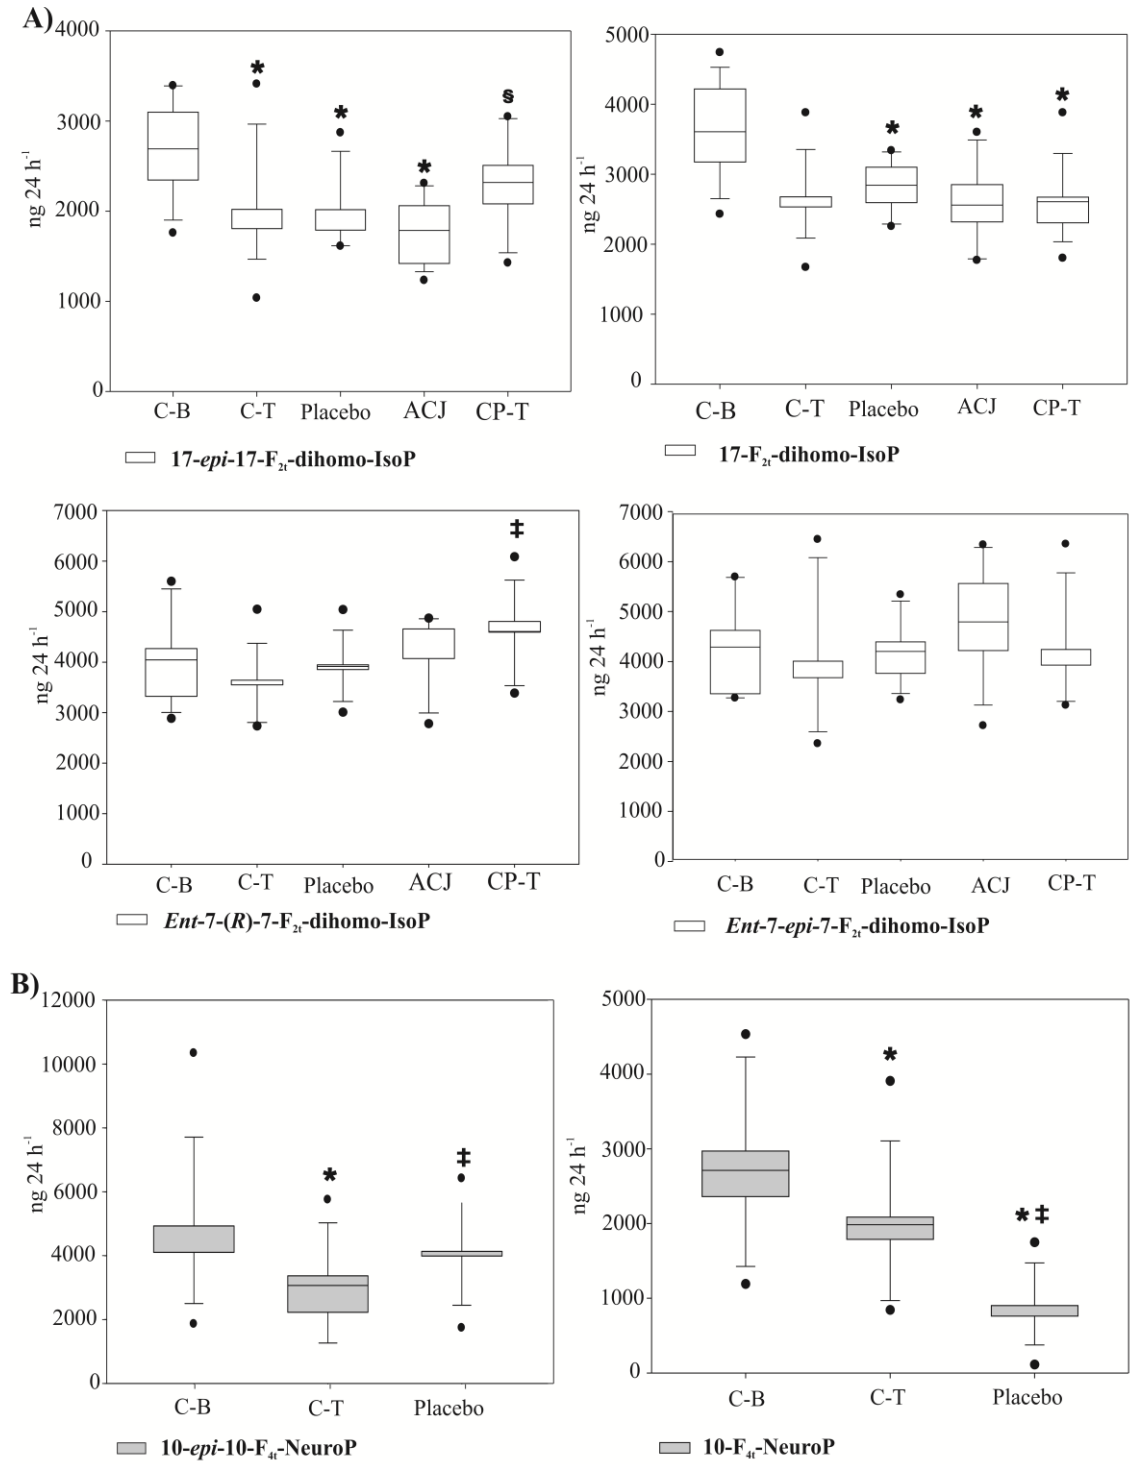 A)
4000
3000
2000
1000
0
ng 24 h⁻¹
* * * §
C-B C-T Placebo ACJ CP-T
17-epi-17-F₂ₜ-dihomo-IsoP
5000
4000
3000
2000
1000
0
ng 24 h⁻¹
* * *
C-B C-T Placebo ACJ CP-T
17-F₂ₜ-dihomo-IsoP
7000
6000
5000
4000
3000
2000
1000
0
ng 24 h⁻¹
‡
C-B C-T Placebo ACJ CP-T
Ent-7-(R)-7-F₂ₜ-dihomo-IsoP
7000
6000
5000
4000
3000
2000
1000
0
ng 24 h⁻¹
C-B C-T Placebo ACJ CP-T
Ent-7-epi-7-F₂ₜ-dihomo-IsoP
B)
12000
10000
8000
6000
4000
2000
0
ng 24 h⁻¹
* ‡
C-B C-T Placebo
10-epi-10-F₄ₜ-NeuroP
5000
4000
3000
2000
1000
0
ng 24 h⁻¹
* *‡
C-B C-T Placebo
10-F₄ₜ-NeuroP